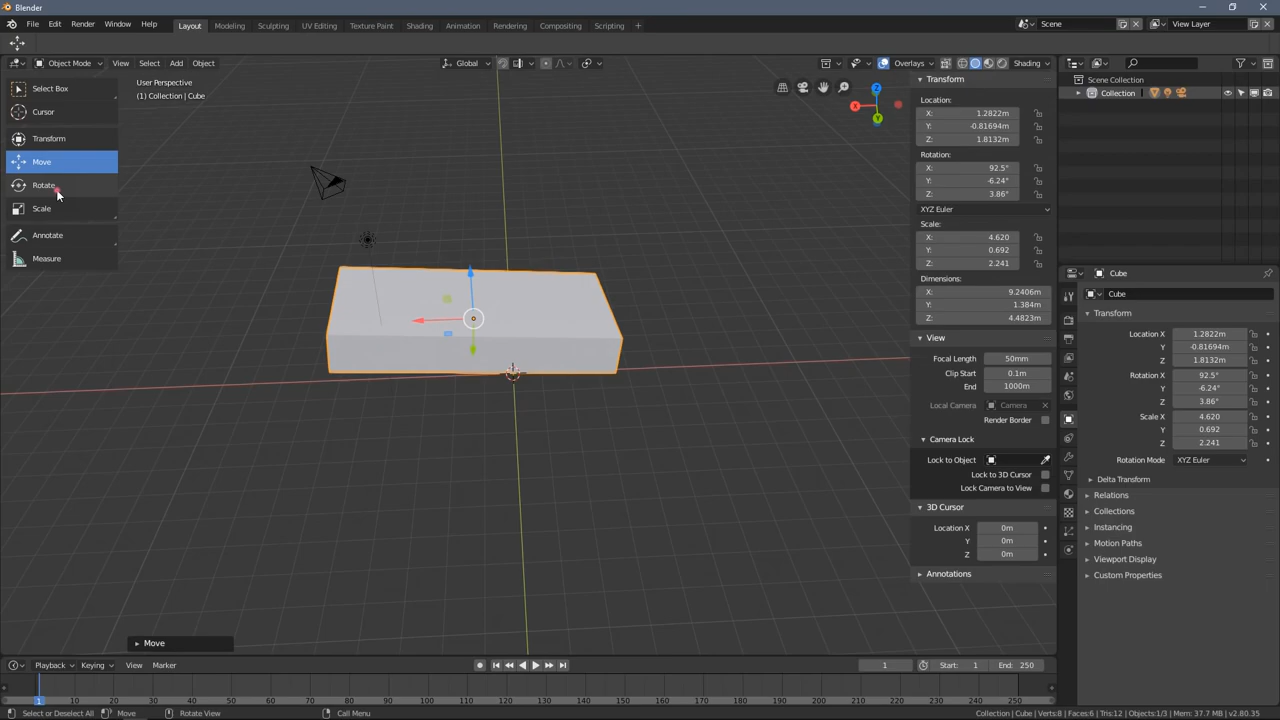 Blender
File Edit Render Window Help Layout Modeling Sculpting UV Editing Texture Paint Shading Animation Rendering Compositing Scripting + Scene View Layer
Object Mode View Select Add Object Global Overlays Shading
Select Box
Cursor
Transform
Move
Rotate
Scale
Annotate
Measure
User Perspective
(1) Collection | Cube
Z
X
Y
Move
Transform
Location:
X: 1.2822m
Y: -0.81694m
Z: 1.8132m
Rotation:
X: 92.5°
Y: -6.24°
Z: 3.86°
XYZ Euler
Scale:
X: 4.620
Y: 0.692
Z: 2.241
Dimensions:
X: 9.2406m
Y: 1.384m
Z: 4.4823m
View
Focal Length 50mm
Clip Start 0.1m
End 1000m
Local Camera Camera
Render Border
Camera Lock
Lock to Object
Lock to 3D Cursor
Lock Camera to View
3D Cursor
Location X 0m
Y 0m
Z 0m
Annotations
Scene Collection
Collection
Cube
Cube
Transform
Location X 1.2822m
Y -0.81694m
Z 1.8132m
Rotation X 92.5°
Y -6.24°
Z 3.86°
Scale X 4.620
Y 0.692
Z 2.241
Rotation Mode XYZ Euler
Delta Transform
Relations
Collections
Instancing
Motion Paths
Viewport Display
Custom Properties
Playback Keying View Marker 1 Start: 1 End: 250
1 10 20 30 40 50 60 70 80 90 100 110 120 130 140 150 160 170 180 190 200 210 220 230 240 250
Select or Deselect All Move Rotate View Call Menu Collection | Cube | Verts:8 | Faces:6 | Tris:12 | Objects:1/3 | Mem: 37.7 MB | v2.80.35